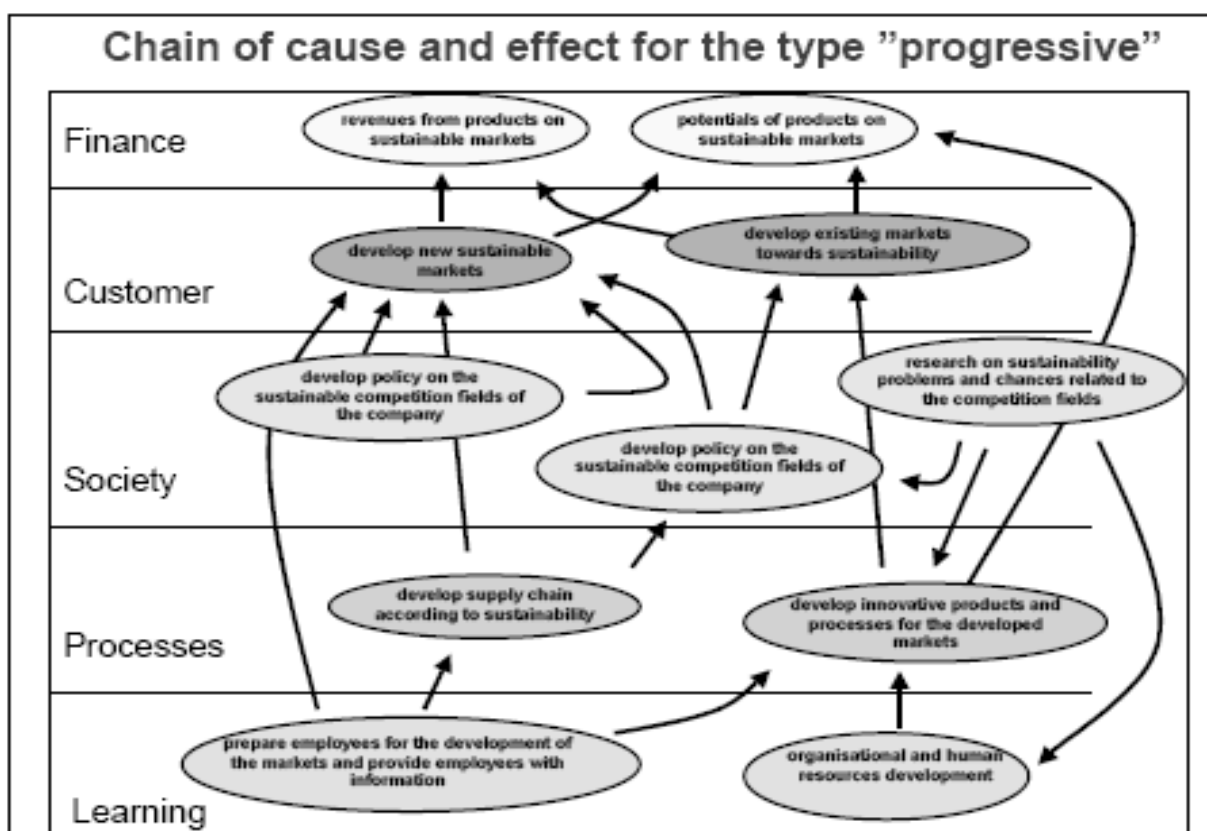 Chain of cause and effect for the type ”progressive”
Finance
revenues from products on
sustainable markets
potentials of products on
sustainable markets
Customer
develop new sustainable
markets
develop existing markets
towards sustainability
Society
develop policy on the
sustainable competition fields of
the company
research on sustainability
problems and chances related to
the competition fields
develop policy on the
sustainable competition fields of
the company
Processes
develop supply chain
according to sustainability
develop innovative products and
processes for the developed
markets
Learning
prepare employees for the development of
the markets and provide employees with
information
organisational and human
resources development